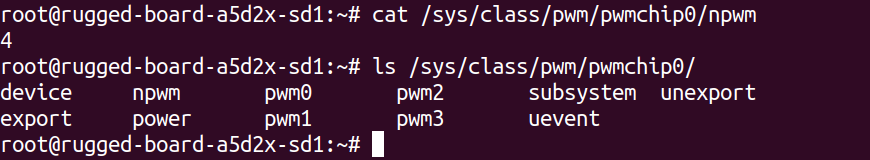 root@rugged-board-a5d2x-sd1:~# cat /sys/class/pwm/pwmchip0/npwm
4
root@rugged-board-a5d2x-sd1:~# ls /sys/class/pwm/pwmchip0/
device npwm pwm0 pwm2 subsystem unexport
export power pwm1 pwm3 uevent
root@rugged-board-a5d2x-sd1:~#